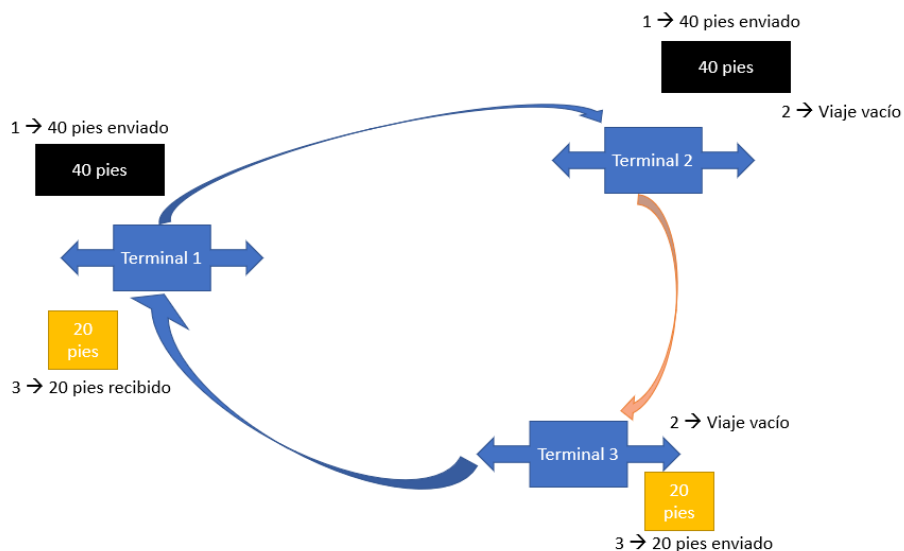 1 → 40 pies enviado
40 pies
2 → Viaje vacío
Terminal 2
1 → 40 pies enviado
40 pies
Terminal 1
20
pies
3 → 20 pies recibido
2 → Viaje vacío
Terminal 3
20
pies
3 → 20 pies enviado